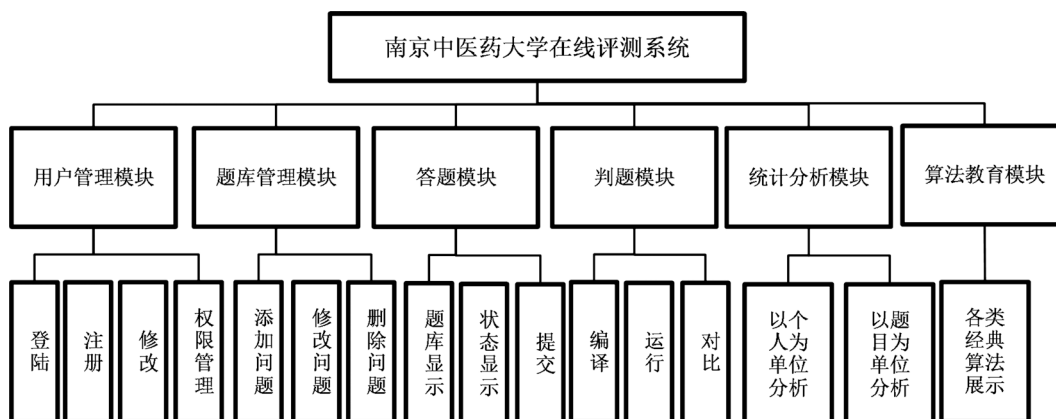 南京中医药大学在线评测系统
用户管理模块
题库管理模块
答题模块
判题模块
统计分析模块
算法教育模块
登陆
注册
修改
权限管理
添加问题
修改问题
删除问题
题库显示
状态显示
提交
编译
运行
对比
以个
人为
单位
分析
以题
目为
单位
分析
各类
经典
算法
展示